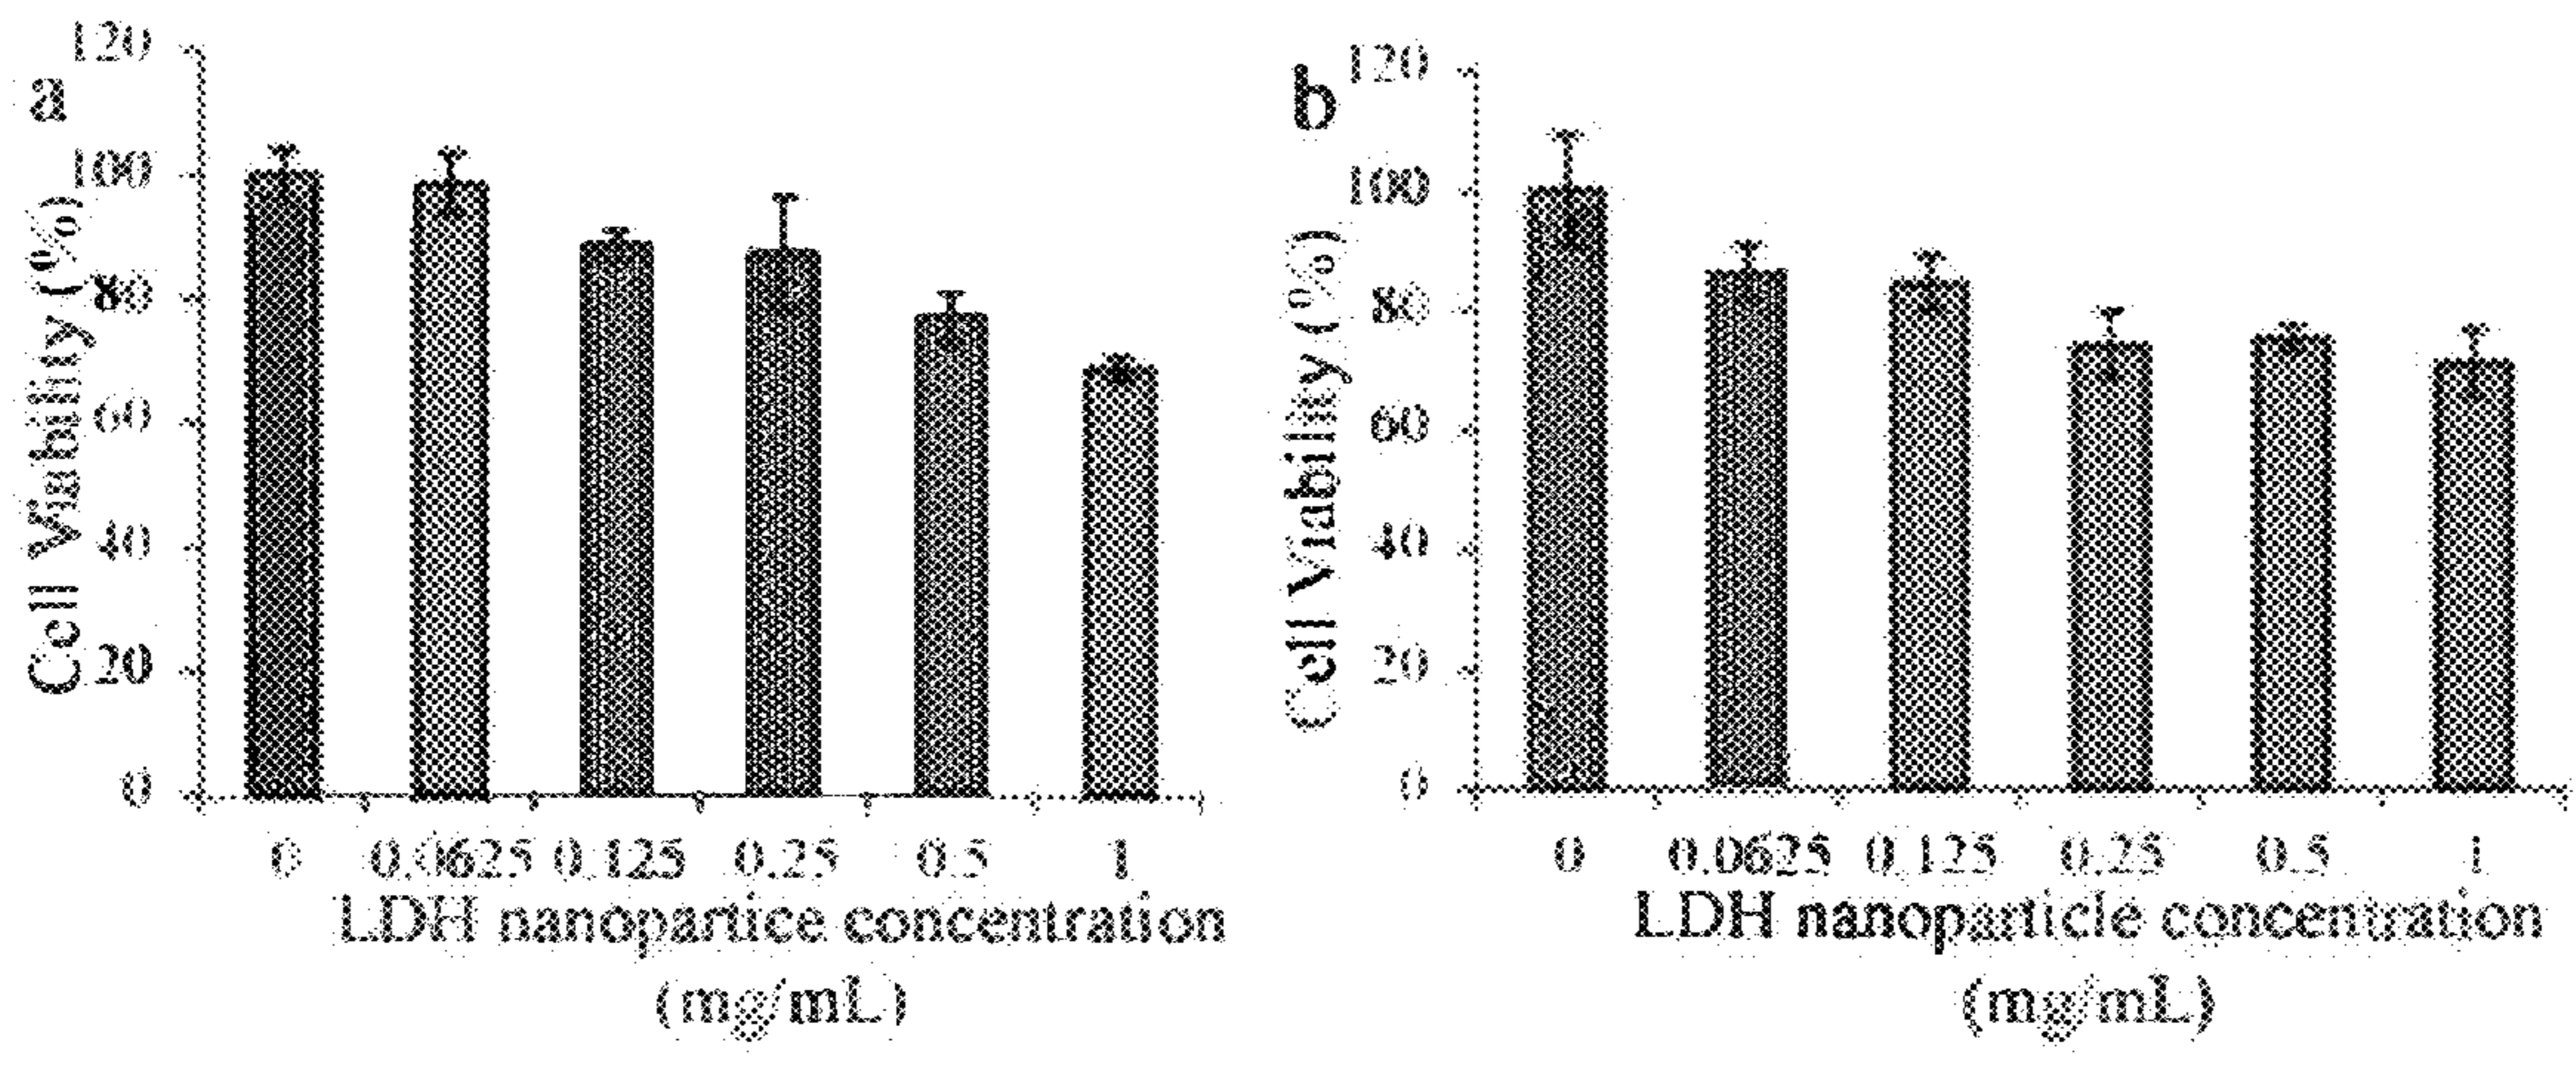 a
120
100
80
60
40
20
0
Cell Viability (%)
0 0.0625 0.125 0.25 0.5 1
LDH nanopartice concentration
(mg/mL)
b
120
100
80
60
40
20
0
Cell Viability (%)
0 0.0625 0.125 0.25 0.5 1
LDH nanoparticle concentration
(mg/mL)